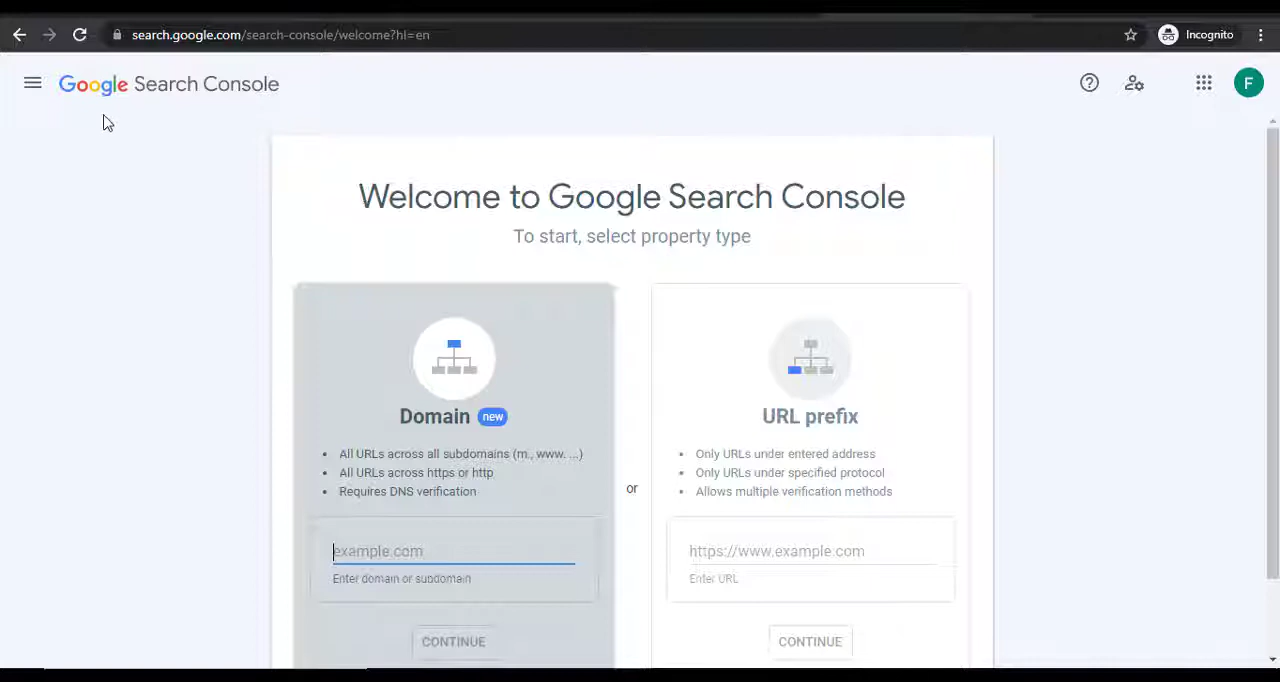 search.google.com/search-console/welcome?hl=en
Incognito
Google Search Console
F
Welcome to Google Search Console
To start, select property type
Domain new
All URLs across all subdomains (m., www. ...)
All URLs across https or http
Requires DNS verification
example.com
Enter domain or subdomain
CONTINUE
or
URL prefix
Only URLs under entered address
Only URLs under specified protocol
Allows multiple verification methods
https://www.example.com
Enter URL
CONTINUE